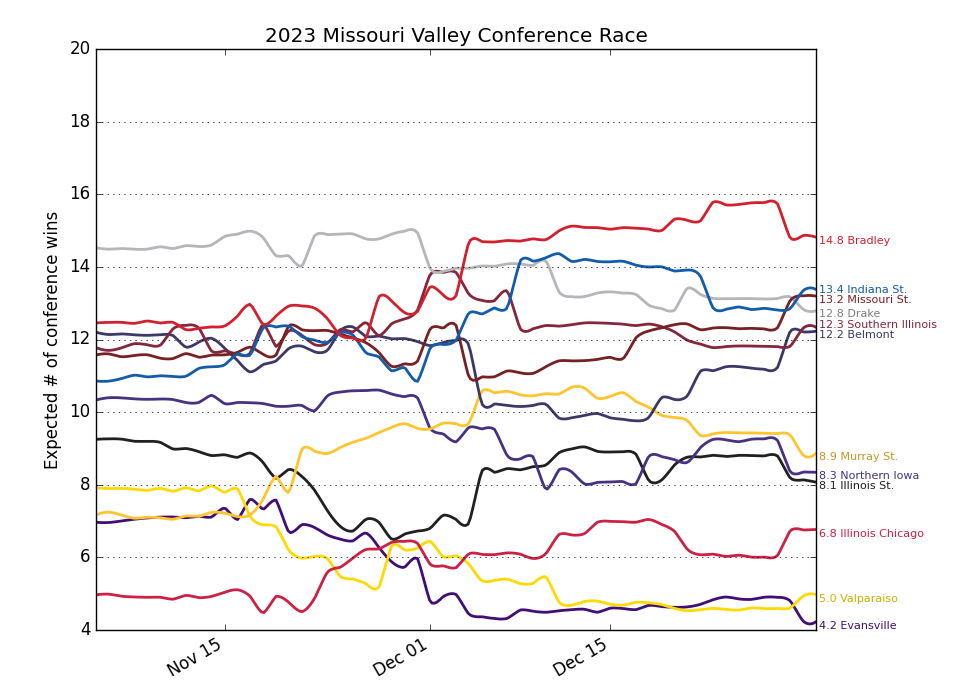 2023 Missouri Valley Conference Race
Expected # of conference wins
20
18
16
14
12
10
8
6
4
Nov 15
Dec 01
Dec 15
14.8 Bradley
13.4 Indiana St.
13.2 Missouri St.
12.8 Drake
12.3 Southern Illinois
12.2 Belmont
8.9 Murray St.
8.3 Northern Iowa
8.1 Illinois St.
6.8 Illinois Chicago
5.0 Valparaiso
4.2 Evansville